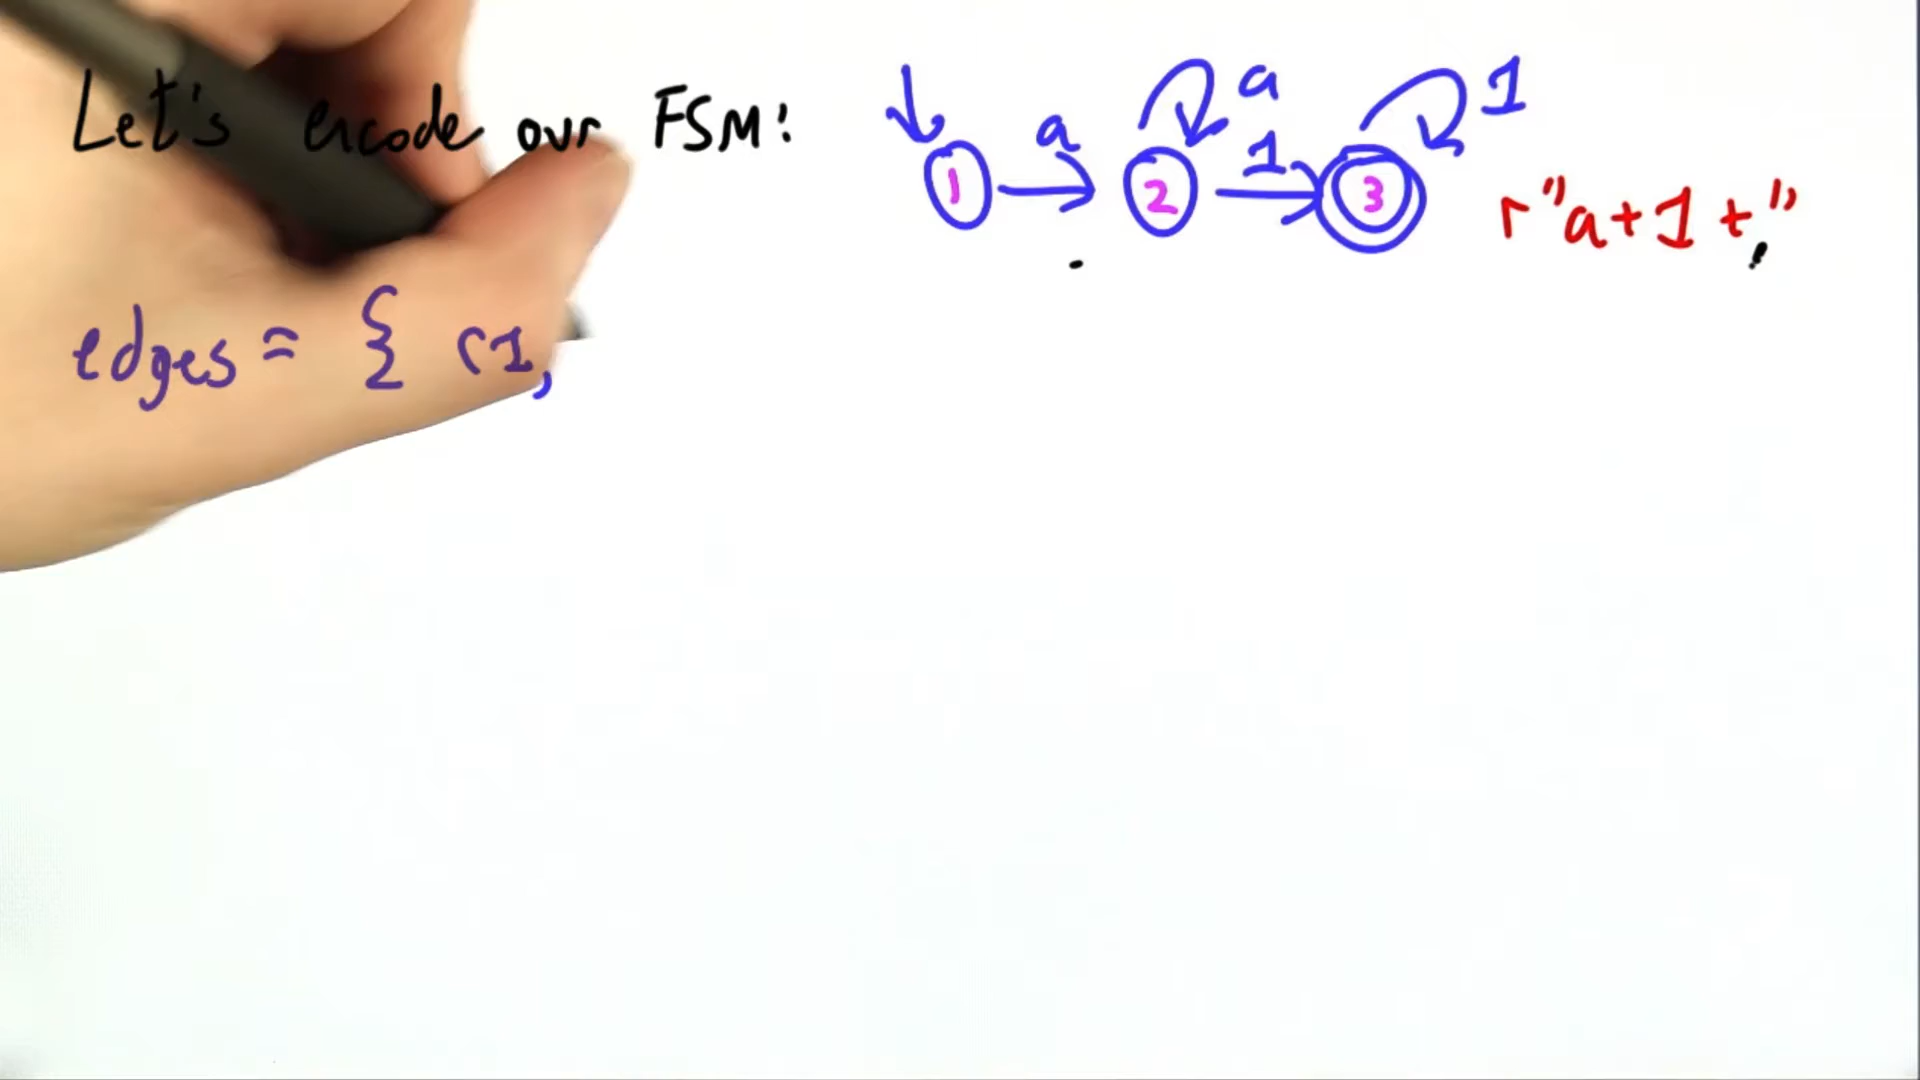 Let's encode our FSM:
a
a
1
1
1
2
3
r"a+1+"
edges = { (1,